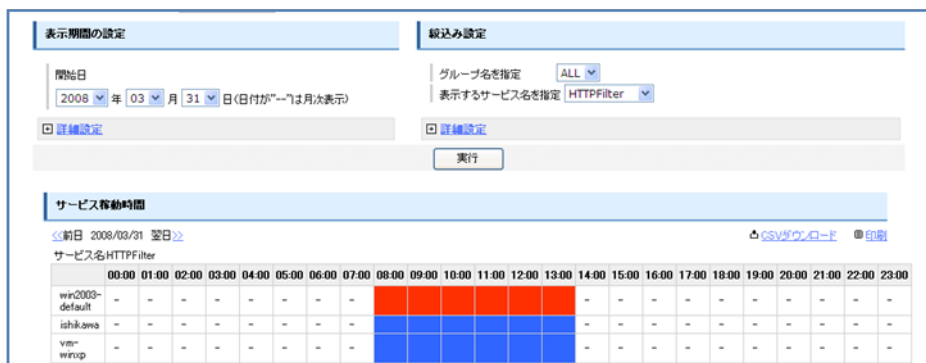 表示期間の設定
絞込み設定
開始日
2008 年 03 月 31 日(日付が"--"は月次表示)
グループ名を指定 ALL
表示するサービス名を指定 HTTPFilter
詳細設定
詳細設定
実行
サービス稼動時間
<<前日 2008/03/31 翌日>>
CSVダウンロード 印刷
サービス名HTTPFilter
00:00 01:00 02:00 03:00 04:00 05:00 06:00 07:00 08:00 09:00 10:00 11:00 12:00 13:00 14:00 15:00 16:00 17:00 18:00 19:00 20:00 21:00 22:00 23:00
win2003-
default - - - - - - - - - - - - - - - - - -
ishikawa - - - - - - - - - - - - - - - - - -
vm-
winxp - - - - - - - - - - - - - - - - - -